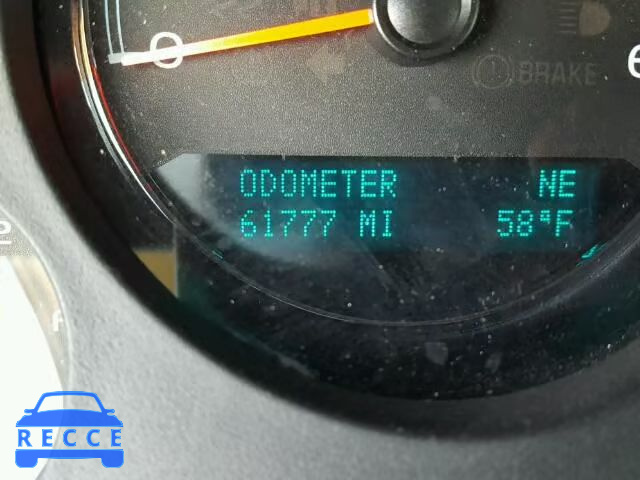 0
BRAKE
ODOMETER NE
61777 MI 58°F
RECCE